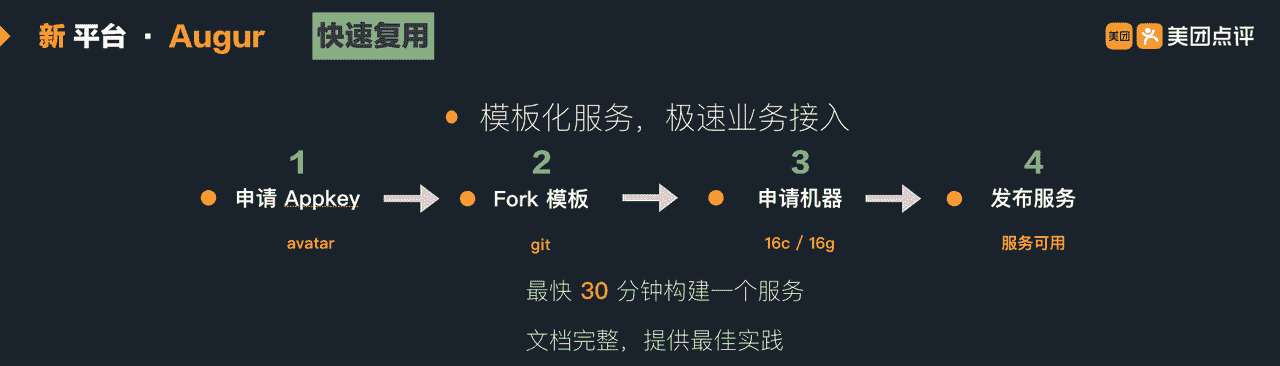 新 平台 · Augur 快速复用 美团 美团点评
模板化服务，极速业务接入
1 2 3 4
申请 Appkey Fork 模板 申请机器 发布服务
avatar git 16c / 16g 服务可用
最快 30 分钟构建一个服务
文档完整，提供最佳实践